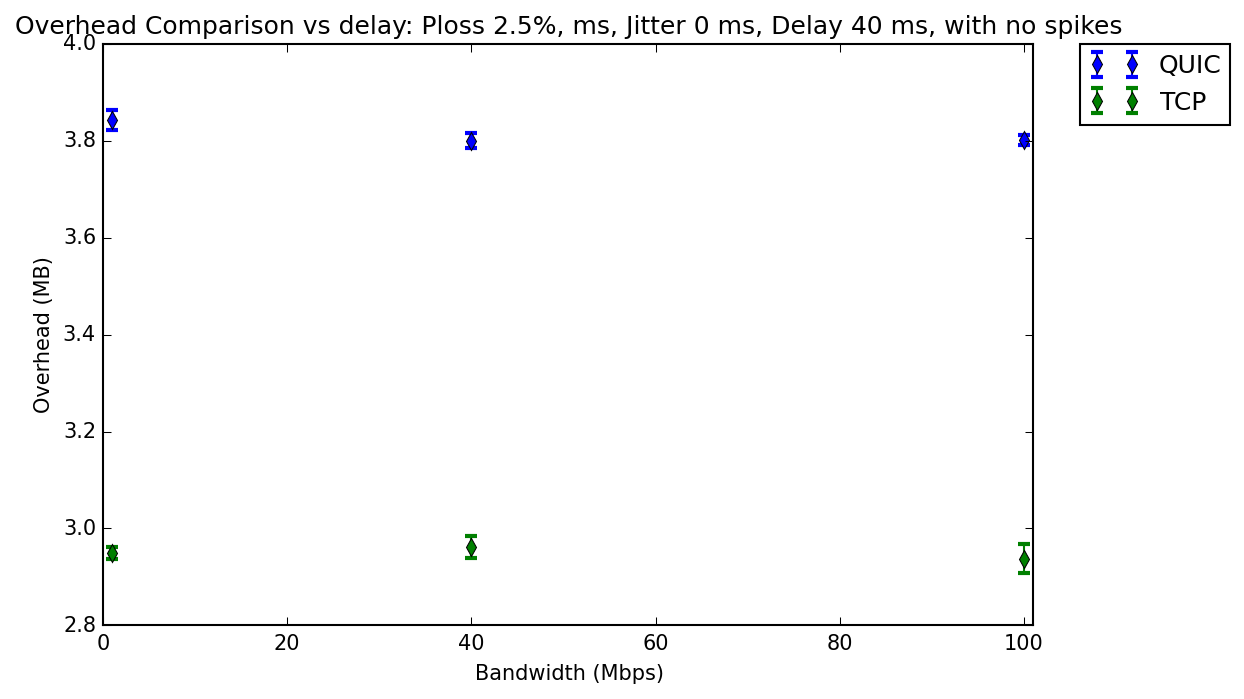 Overhead Comparison vs delay: Ploss 2.5%, ms, Jitter 0 ms, Delay 40 ms, with no spikes
QUIC
TCP
4.0
3.8
3.6
3.4
3.2
3.0
2.8
Overhead (MB)
0 20 40 60 80 100
Bandwidth (Mbps)